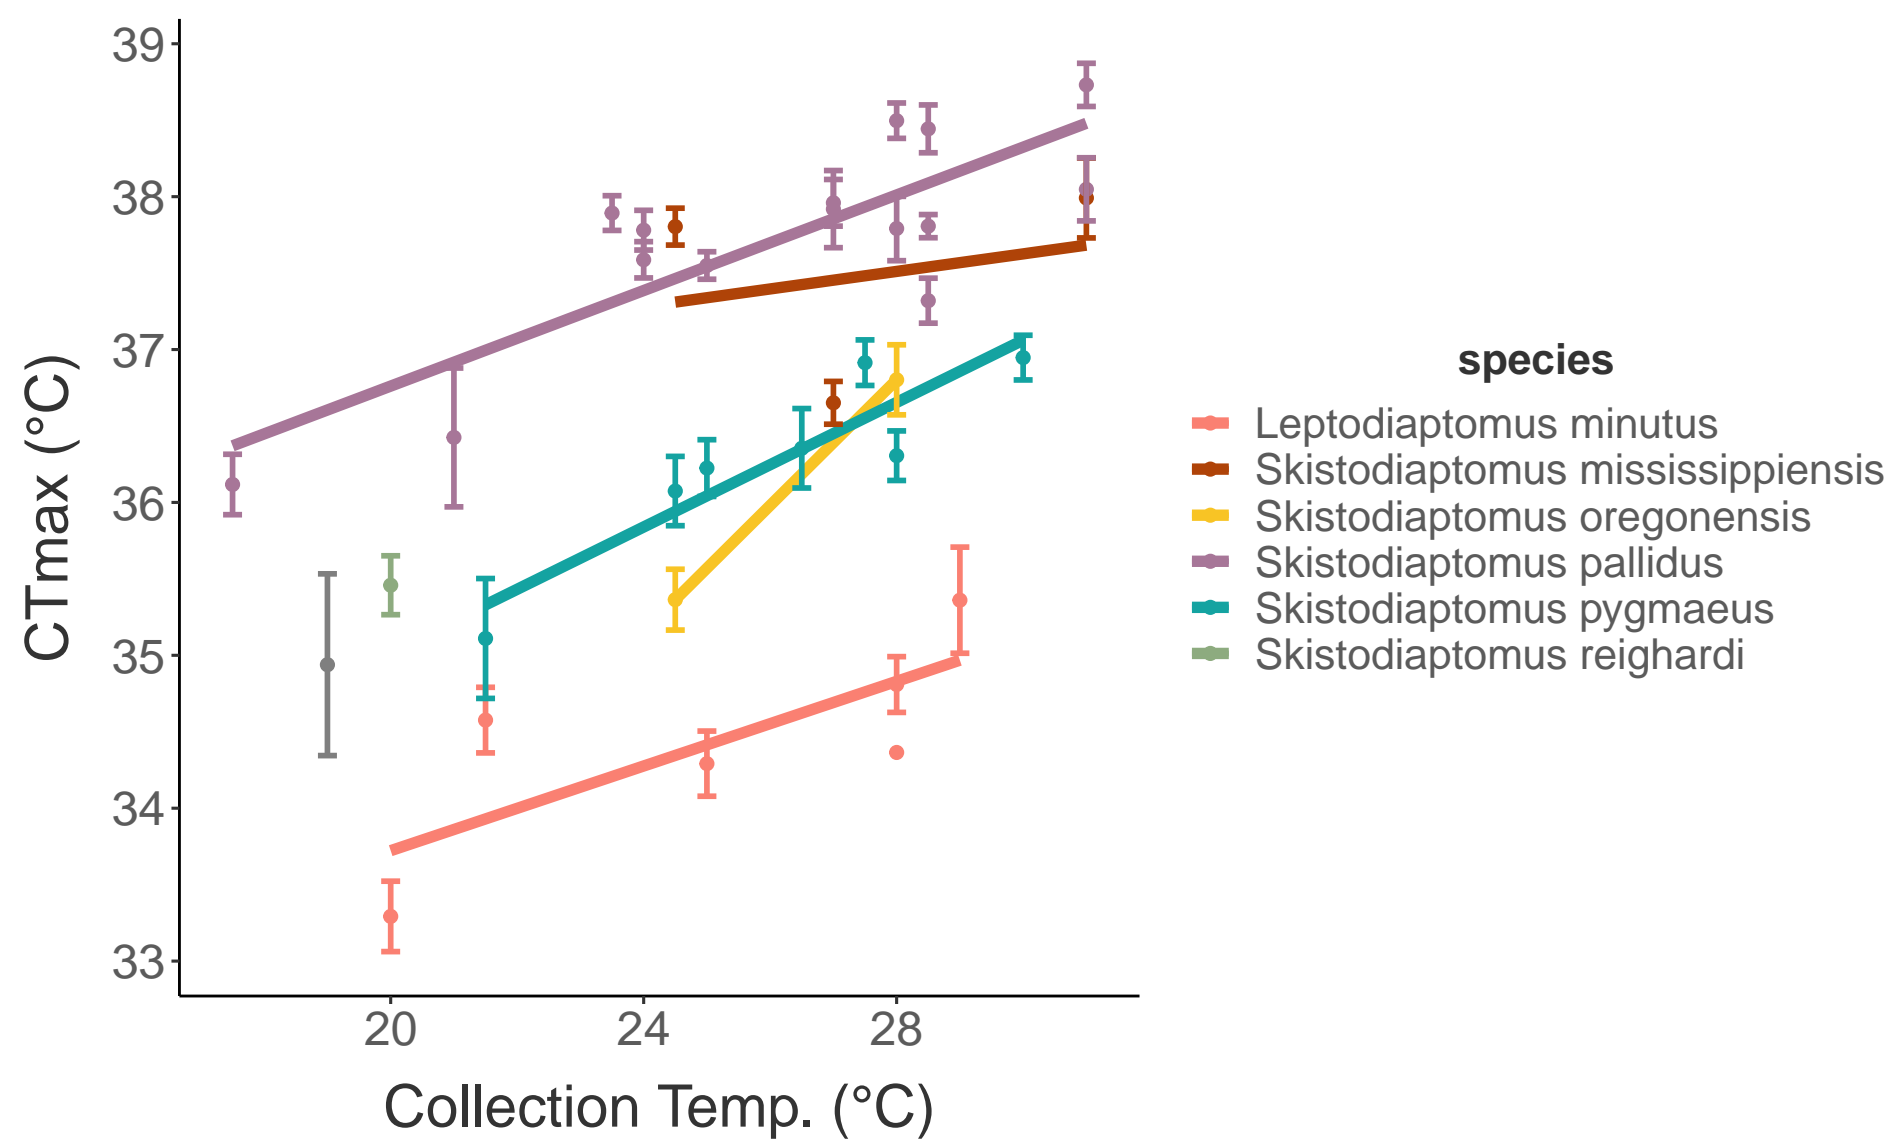 39
38
37
36
35
34
33
CTmax (°C)
20 24 28
Collection Temp. (°C)
species
Leptodiaptomus minutus
Skistodiaptomus mississippiensis
Skistodiaptomus oregonensis
Skistodiaptomus pallidus
Skistodiaptomus pygmaeus
Skistodiaptomus reighardi